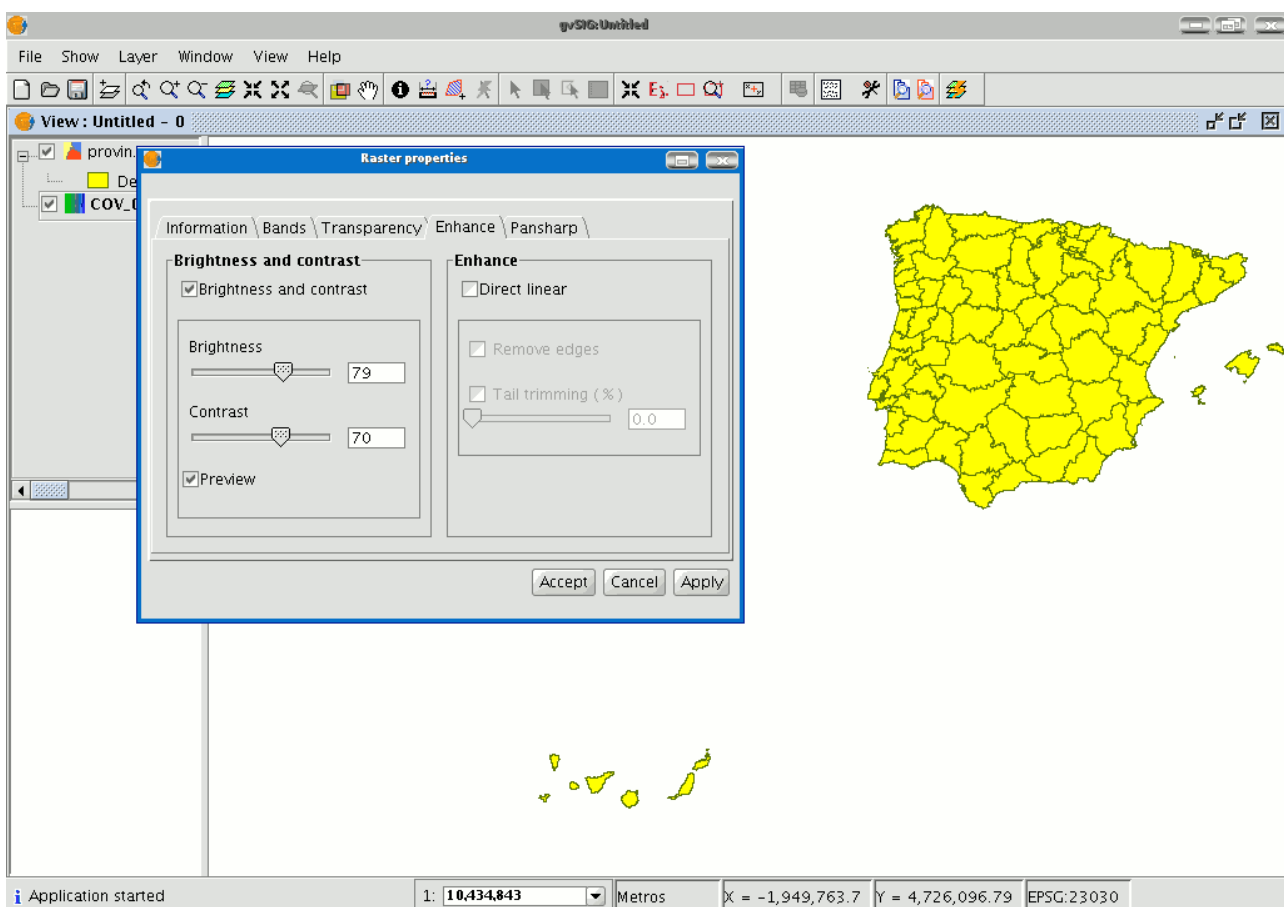 gvSIG: Untitled
File Show Layer Window View Help
View : Untitled - 0
provin.
De
COV_0
Raster properties
Information Bands Transparency Enhance Pansharp
Brightness and contrast
Brightness and contrast
Brightness
79
Contrast
70
Preview
Enhance
Direct linear
Remove edges
Tail trimming (%)
0.0
Accept Cancel Apply
Application started
1: 10,434,843
Metros
X = -1,949,763.7
Y = 4,726,096.79
EPSG:23030